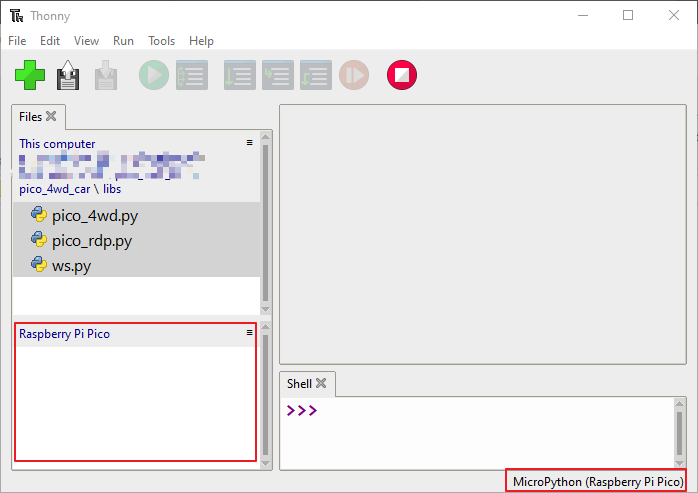 Thonny
File Edit View Run Tools Help
Files
This computer
pico_4wd_car \ libs
pico_4wd.py
pico_rdp.py
ws.py
Raspberry Pi Pico
Shell
>>>
MicroPython (Raspberry Pi Pico)